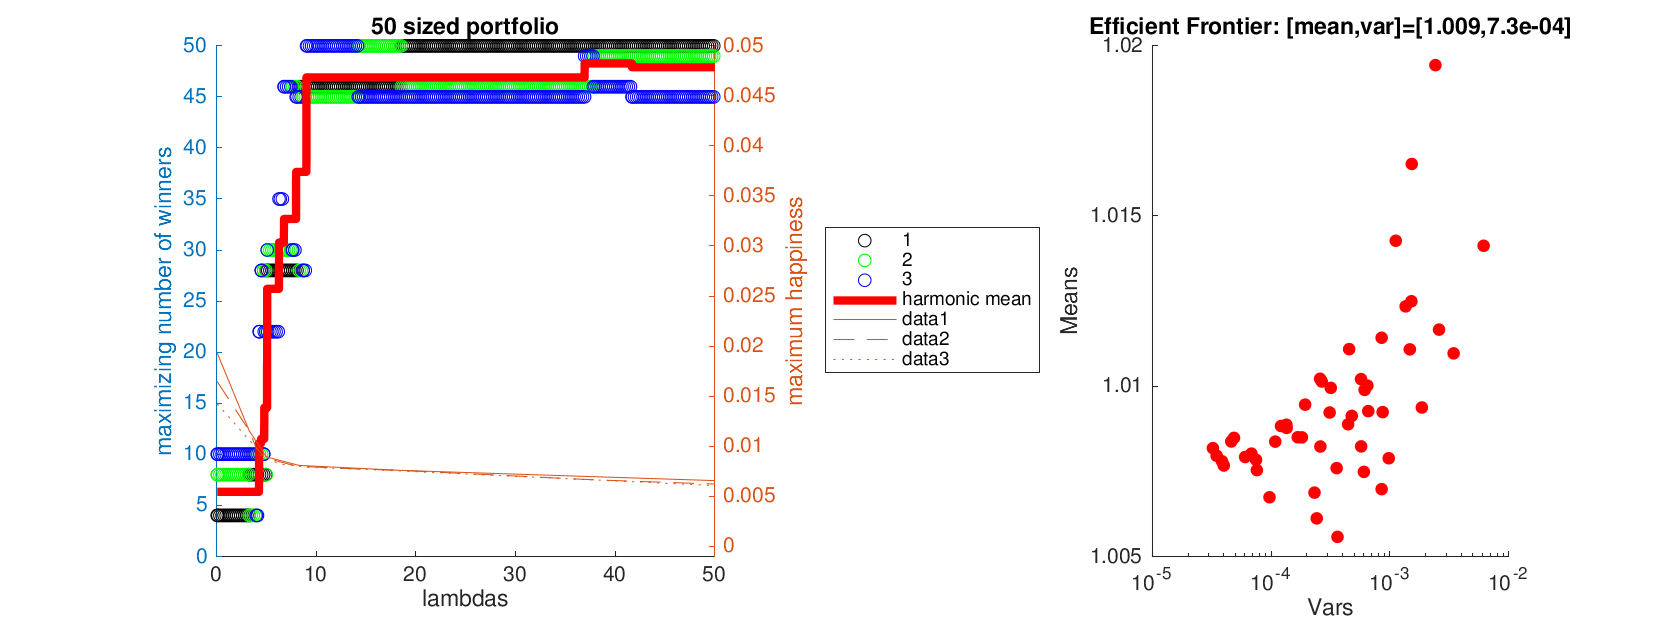 50 sized portfolio
50
45
40
35
30
25
20
15
10
5
0
maximizing number of winners
0 10 20 30 40 50
lambdas
0.05
0.045
0.04
0.035
0.03
0.025
0.02
0.015
0.01
0.005
0
maximum happiness
1
2
3
harmonic mean
data1
data2
data3
Efficient Frontier: [mean,var]=[1.009,7.3e-04]
1.02
1.015
1.01
1.005
Means
10-5 10-4 10-3 10-2
Vars